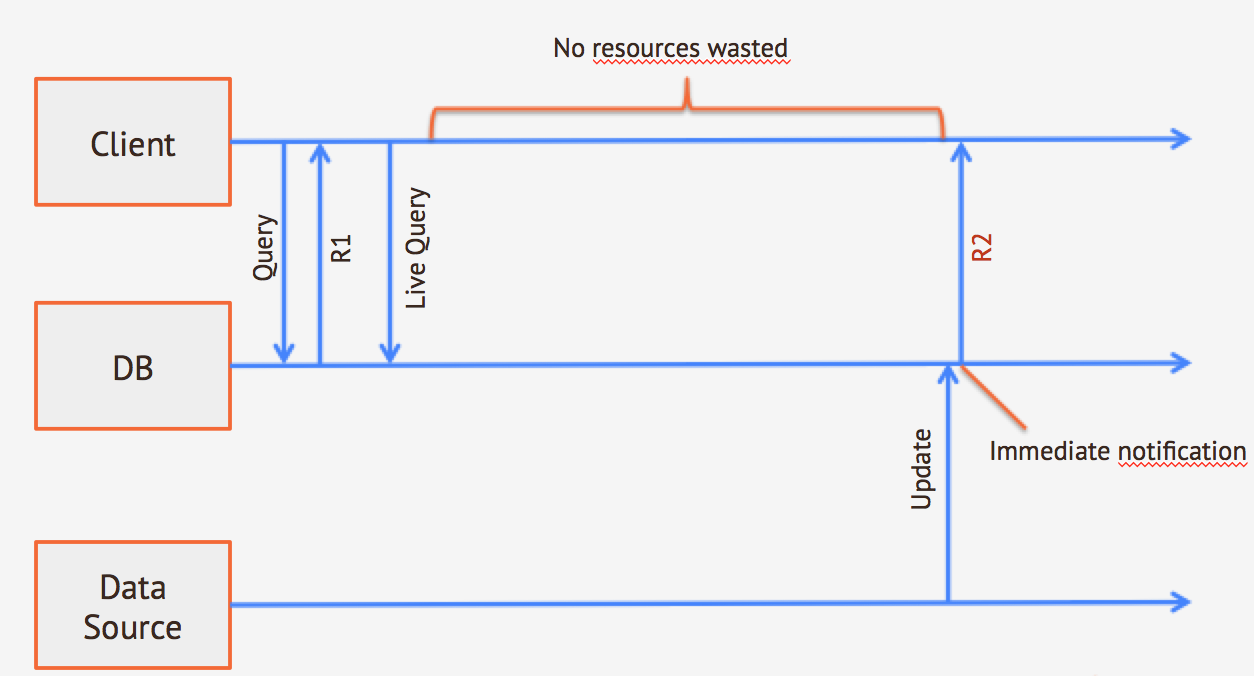 No resources wasted
Client
Query
R1
Live Query
R2
DB
Update
Immediate notification
Data
Source